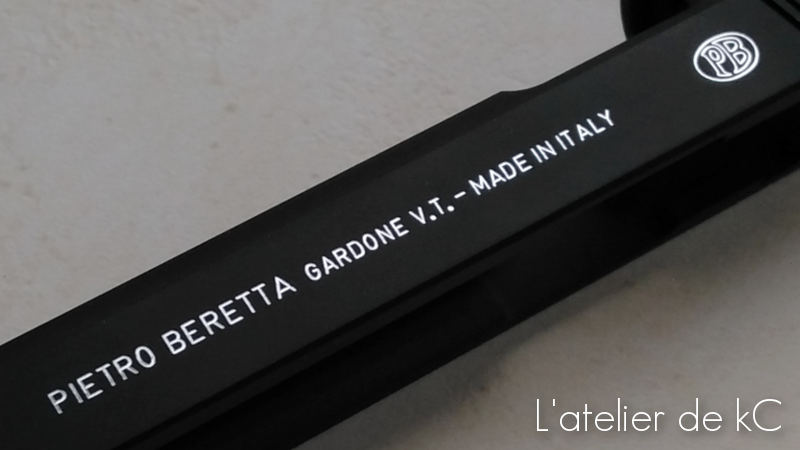 PB
PIETRO BERETTA GARDONE V.T. - MADE IN ITALY
L'atelier de kC